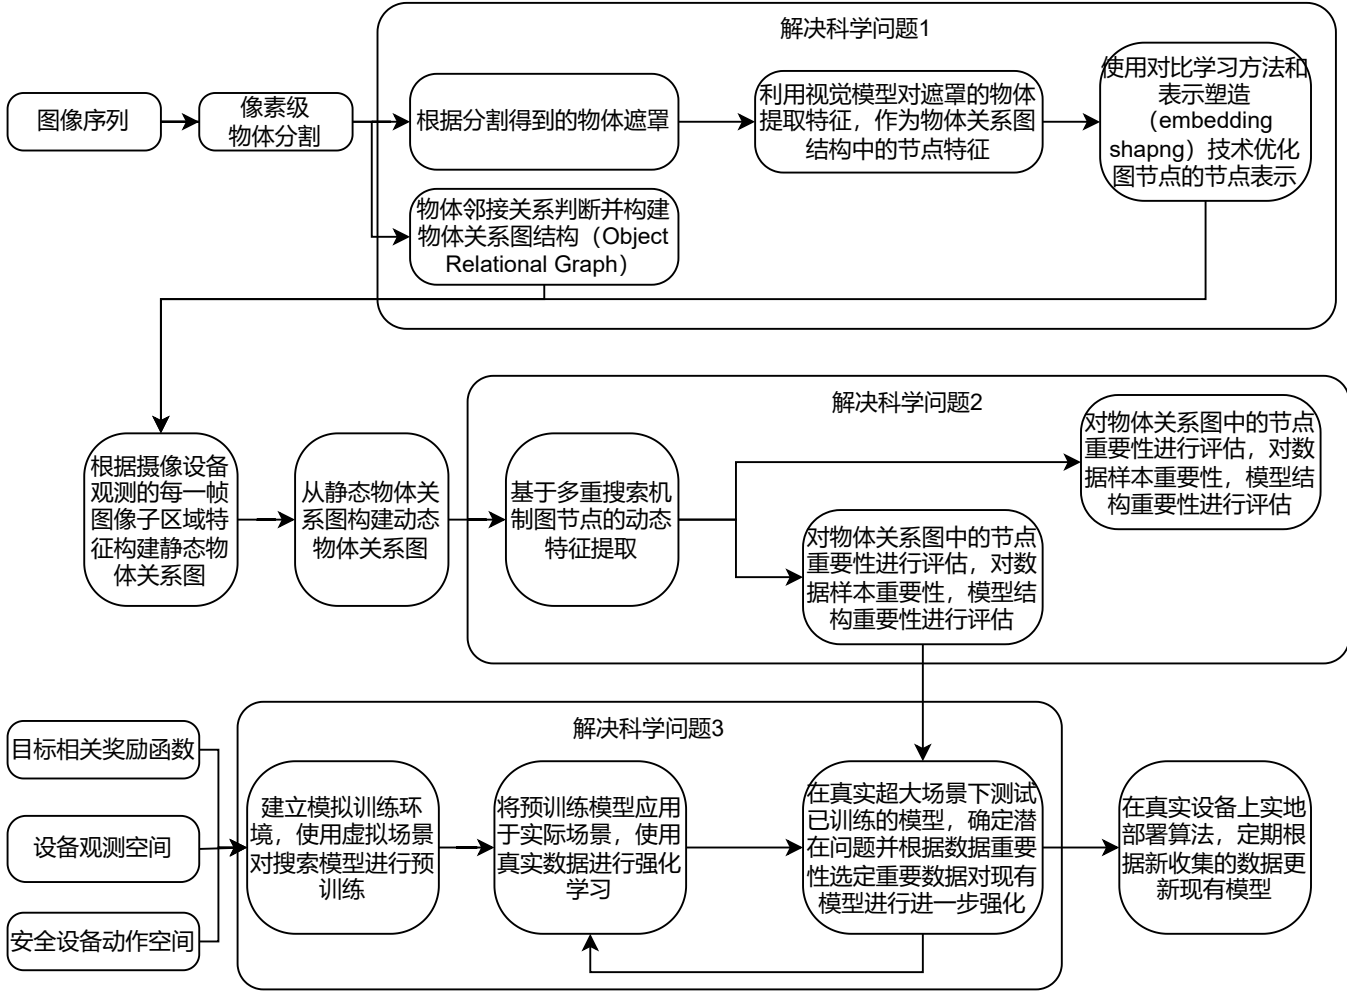 解决科学问题1
图像序列
像素级
物体分割
根据分割得到的物体遮罩
利用视觉模型对遮罩的物体
提取特征，作为物体关系图
结构中的节点特征
使用对比学习方法和
表示塑造
（embedding
shapng）技术优化
图节点的节点表示
物体邻接关系判断并构建
物体关系图结构（Object
Relational Graph）
解决科学问题2
根据摄像设备
观测的每一帧
图像子区域特
征构建静态物
体关系图
从静态物体关
系图构建动态
物体关系图
基于多重搜索机
制图节点的动态
特征提取
对物体关系图中的节点
重要性进行评估，对数
据样本重要性，模型结
构重要性进行评估
对物体关系图中的节点
重要性进行评估，对数
据样本重要性，模型结
构重要性进行评估
解决科学问题3
目标相关奖励函数
设备观测空间
安全设备动作空间
建立模拟训练环
境，使用虚拟场景
对搜索模型进行预
训练
将预训练模型应用
于实际场景，使用
真实数据进行强化
学习
在真实超大场景下测试
已训练的模型，确定潜
在问题并根据数据重要
性选定重要数据对现有
模型进行进一步强化
在真实设备上实地
部署算法，定期根
据新收集的数据更
新现有模型